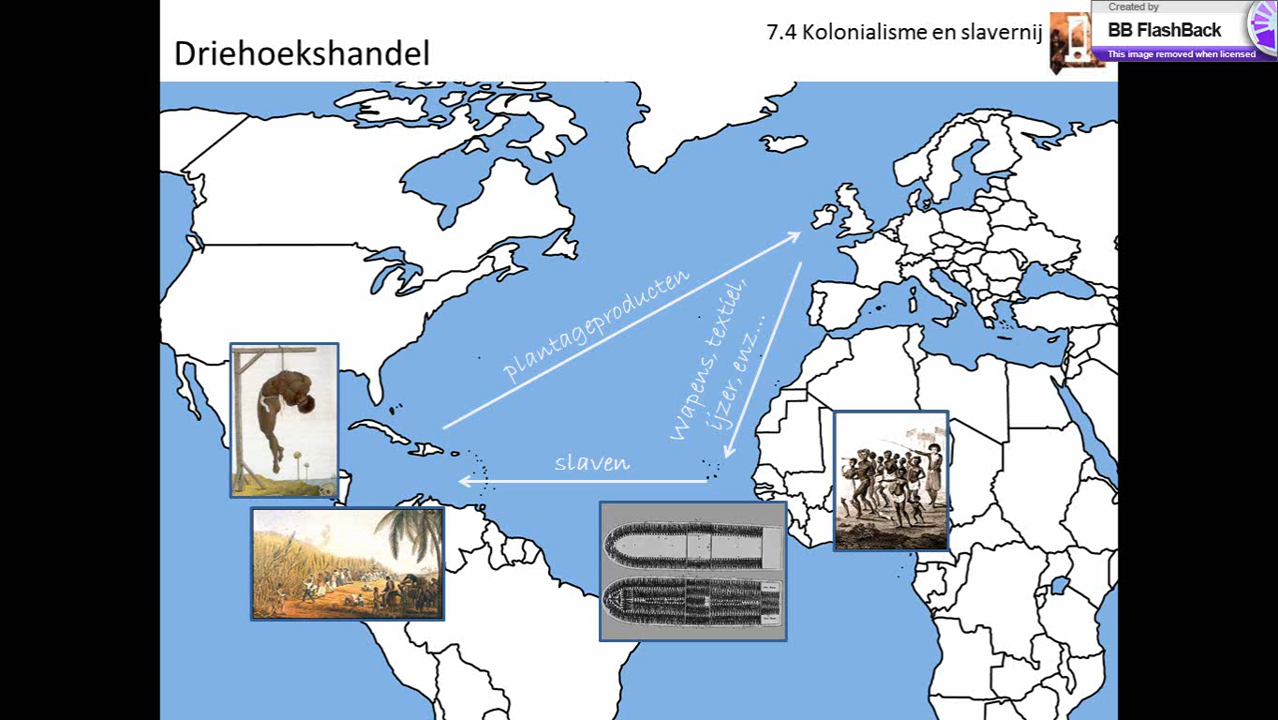 7.4 Kolonialisme en slavernij
Created by
BB FlashBack
This image removed when licensed
Driehoekshandel
plantageproducten
Wapens, textiel,
ijzer, enz...
slaven